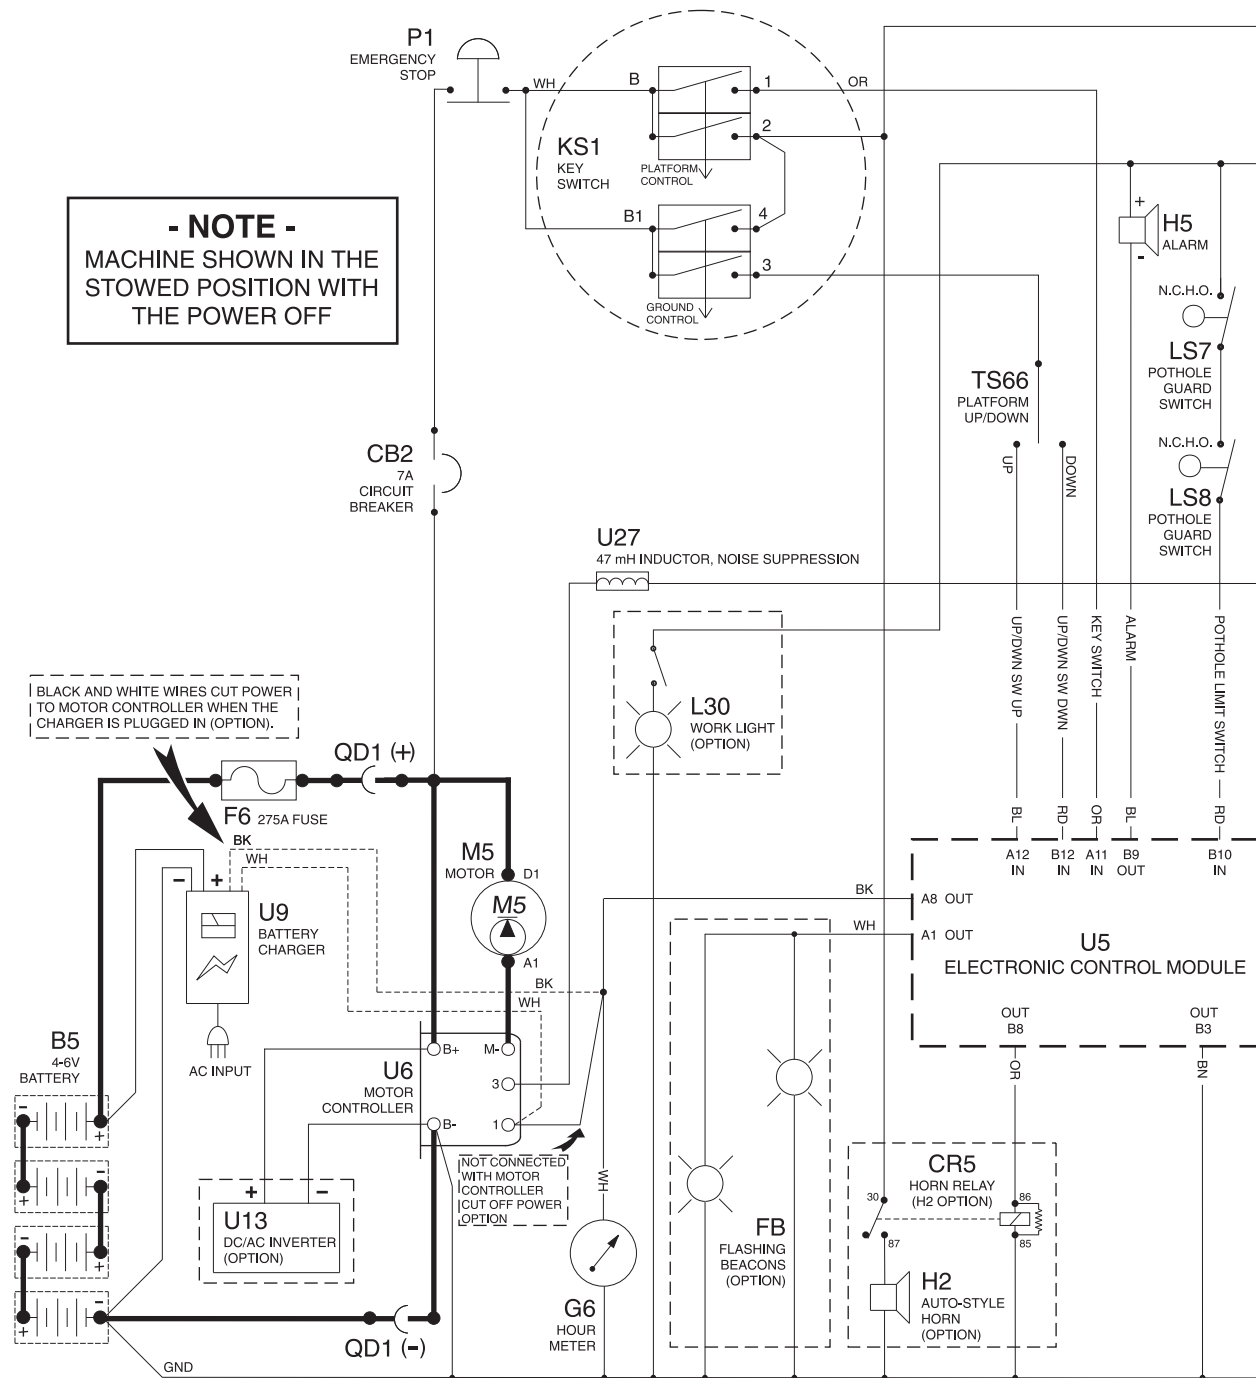 P1
EMERGENCY
STOP
WH
B
1
OR
2
KS1
KEY
SWITCH
PLATFORM
CONTROL
B1
4
3
GROUND
CONTROL
- NOTE -
MACHINE SHOWN IN THE
STOWED POSITION WITH
THE POWER OFF
+
H5
ALARM
-
N.C.H.O.
LS7
POTHOLE
GUARD
SWITCH
TS66
PLATFORM
UP/DOWN
UP
DOWN
N.C.H.O.
LS8
POTHOLE
GUARD
SWITCH
CB2
7A
CIRCUIT
BREAKER
U27
47 mH INDUCTOR, NOISE SUPPRESSION
UP/DWN SW UP
UP/DWN SW DWN
KEY SWITCH
ALARM
POTHOLE LIMIT SWITCH
BL
RD
OR
BL
RD
L30
WORK LIGHT
(OPTION)
BLACK AND WHITE WIRES CUT POWER
TO MOTOR CONTROLLER WHEN THE
CHARGER IS PLUGGED IN (OPTION).
QD1 (+)
F6 275A FUSE
BK
WH
- +
U9
BATTERY
CHARGER
AC INPUT
M5
MOTOR
D1
M5
A1
BK
WH
A12
IN
B12
IN
A11
IN
B9
OUT
B10
IN
BK
A8 OUT
WH
A1 OUT
U5
ELECTRONIC CONTROL MODULE
OUT
B8
OUT
B3
OR
BN
B5
4-6V
BATTERY
-
+
-
+
-
+
-
+
U6
MOTOR
CONTROLLER
B+
M-
3
B-
1
NOT CONNECTED
WITH MOTOR
CONTROLLER
CUT OFF POWER
OPTION
+ -
U13
DC/AC INVERTER
(OPTION)
WH
G6
HOUR
METER
FB
FLASHING
BEACONS
(OPTION)
CR5
HORN RELAY
(H2 OPTION)
30
87
86
85
H2
AUTO-STYLE
HORN
(OPTION)
QD1 (-)
GND